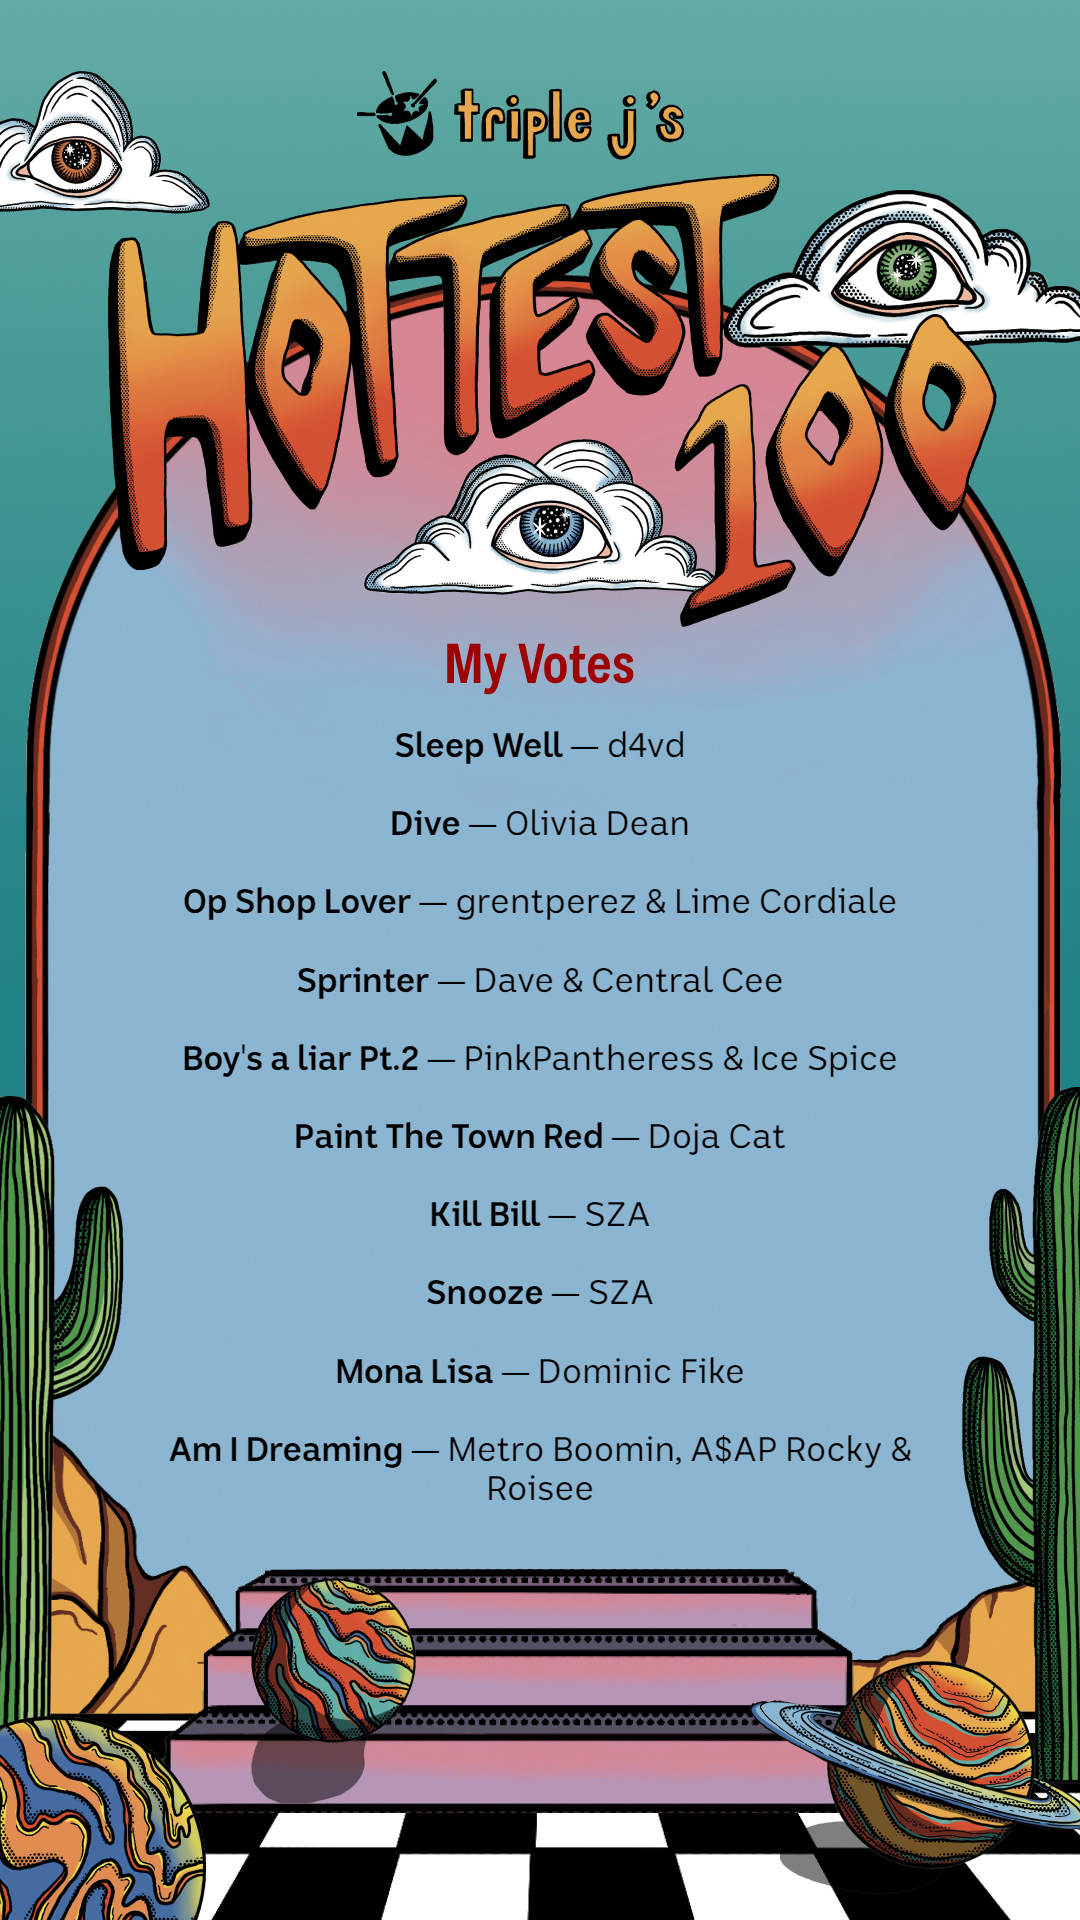 triple j's
HOTTEST
100
My Votes
Sleep Well — d4vd
Dive — Olivia Dean
Op Shop Lover — grentperez & Lime Cordiale
Sprinter — Dave & Central Cee
Boy's a liar Pt.2 — PinkPantheress & Ice Spice
Paint The Town Red — Doja Cat
Kill Bill — SZA
Snooze — SZA
Mona Lisa — Dominic Fike
Am I Dreaming — Metro Boomin, A$AP Rocky &
Roisee